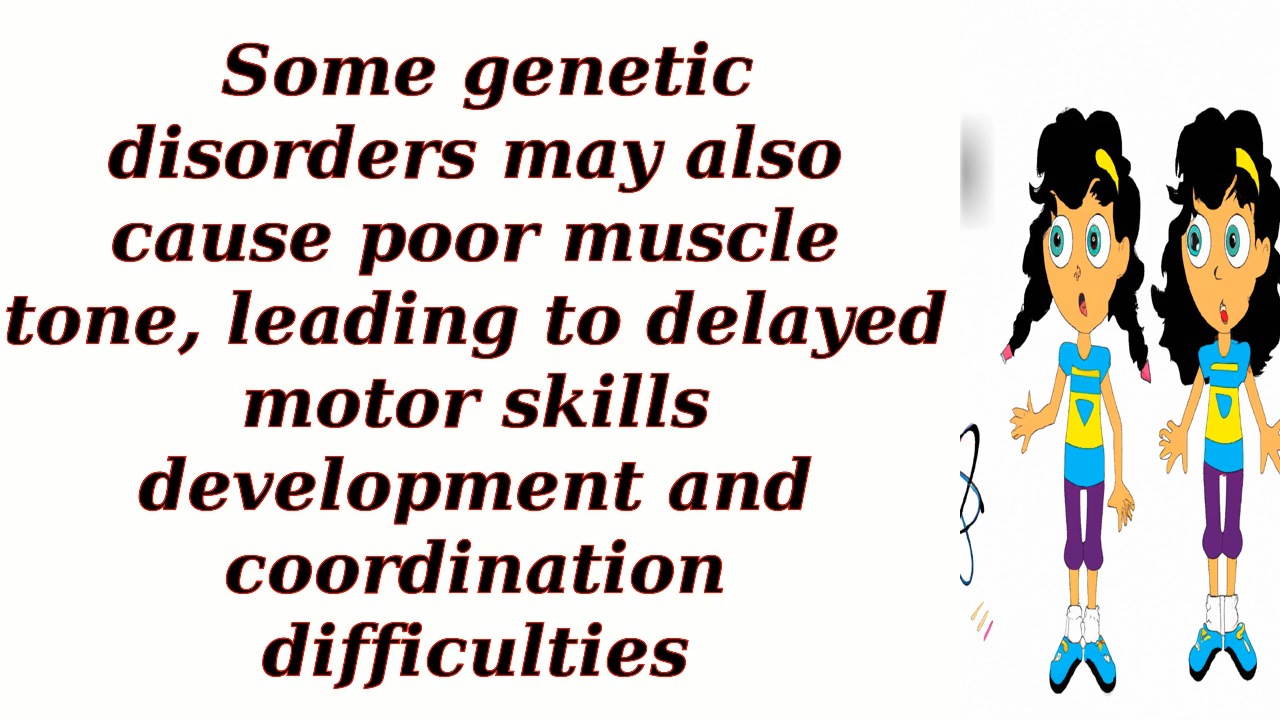 Some genetic
disorders may also
cause poor muscle
tone, leading to delayed
motor skills
development and
coordination
difficulties